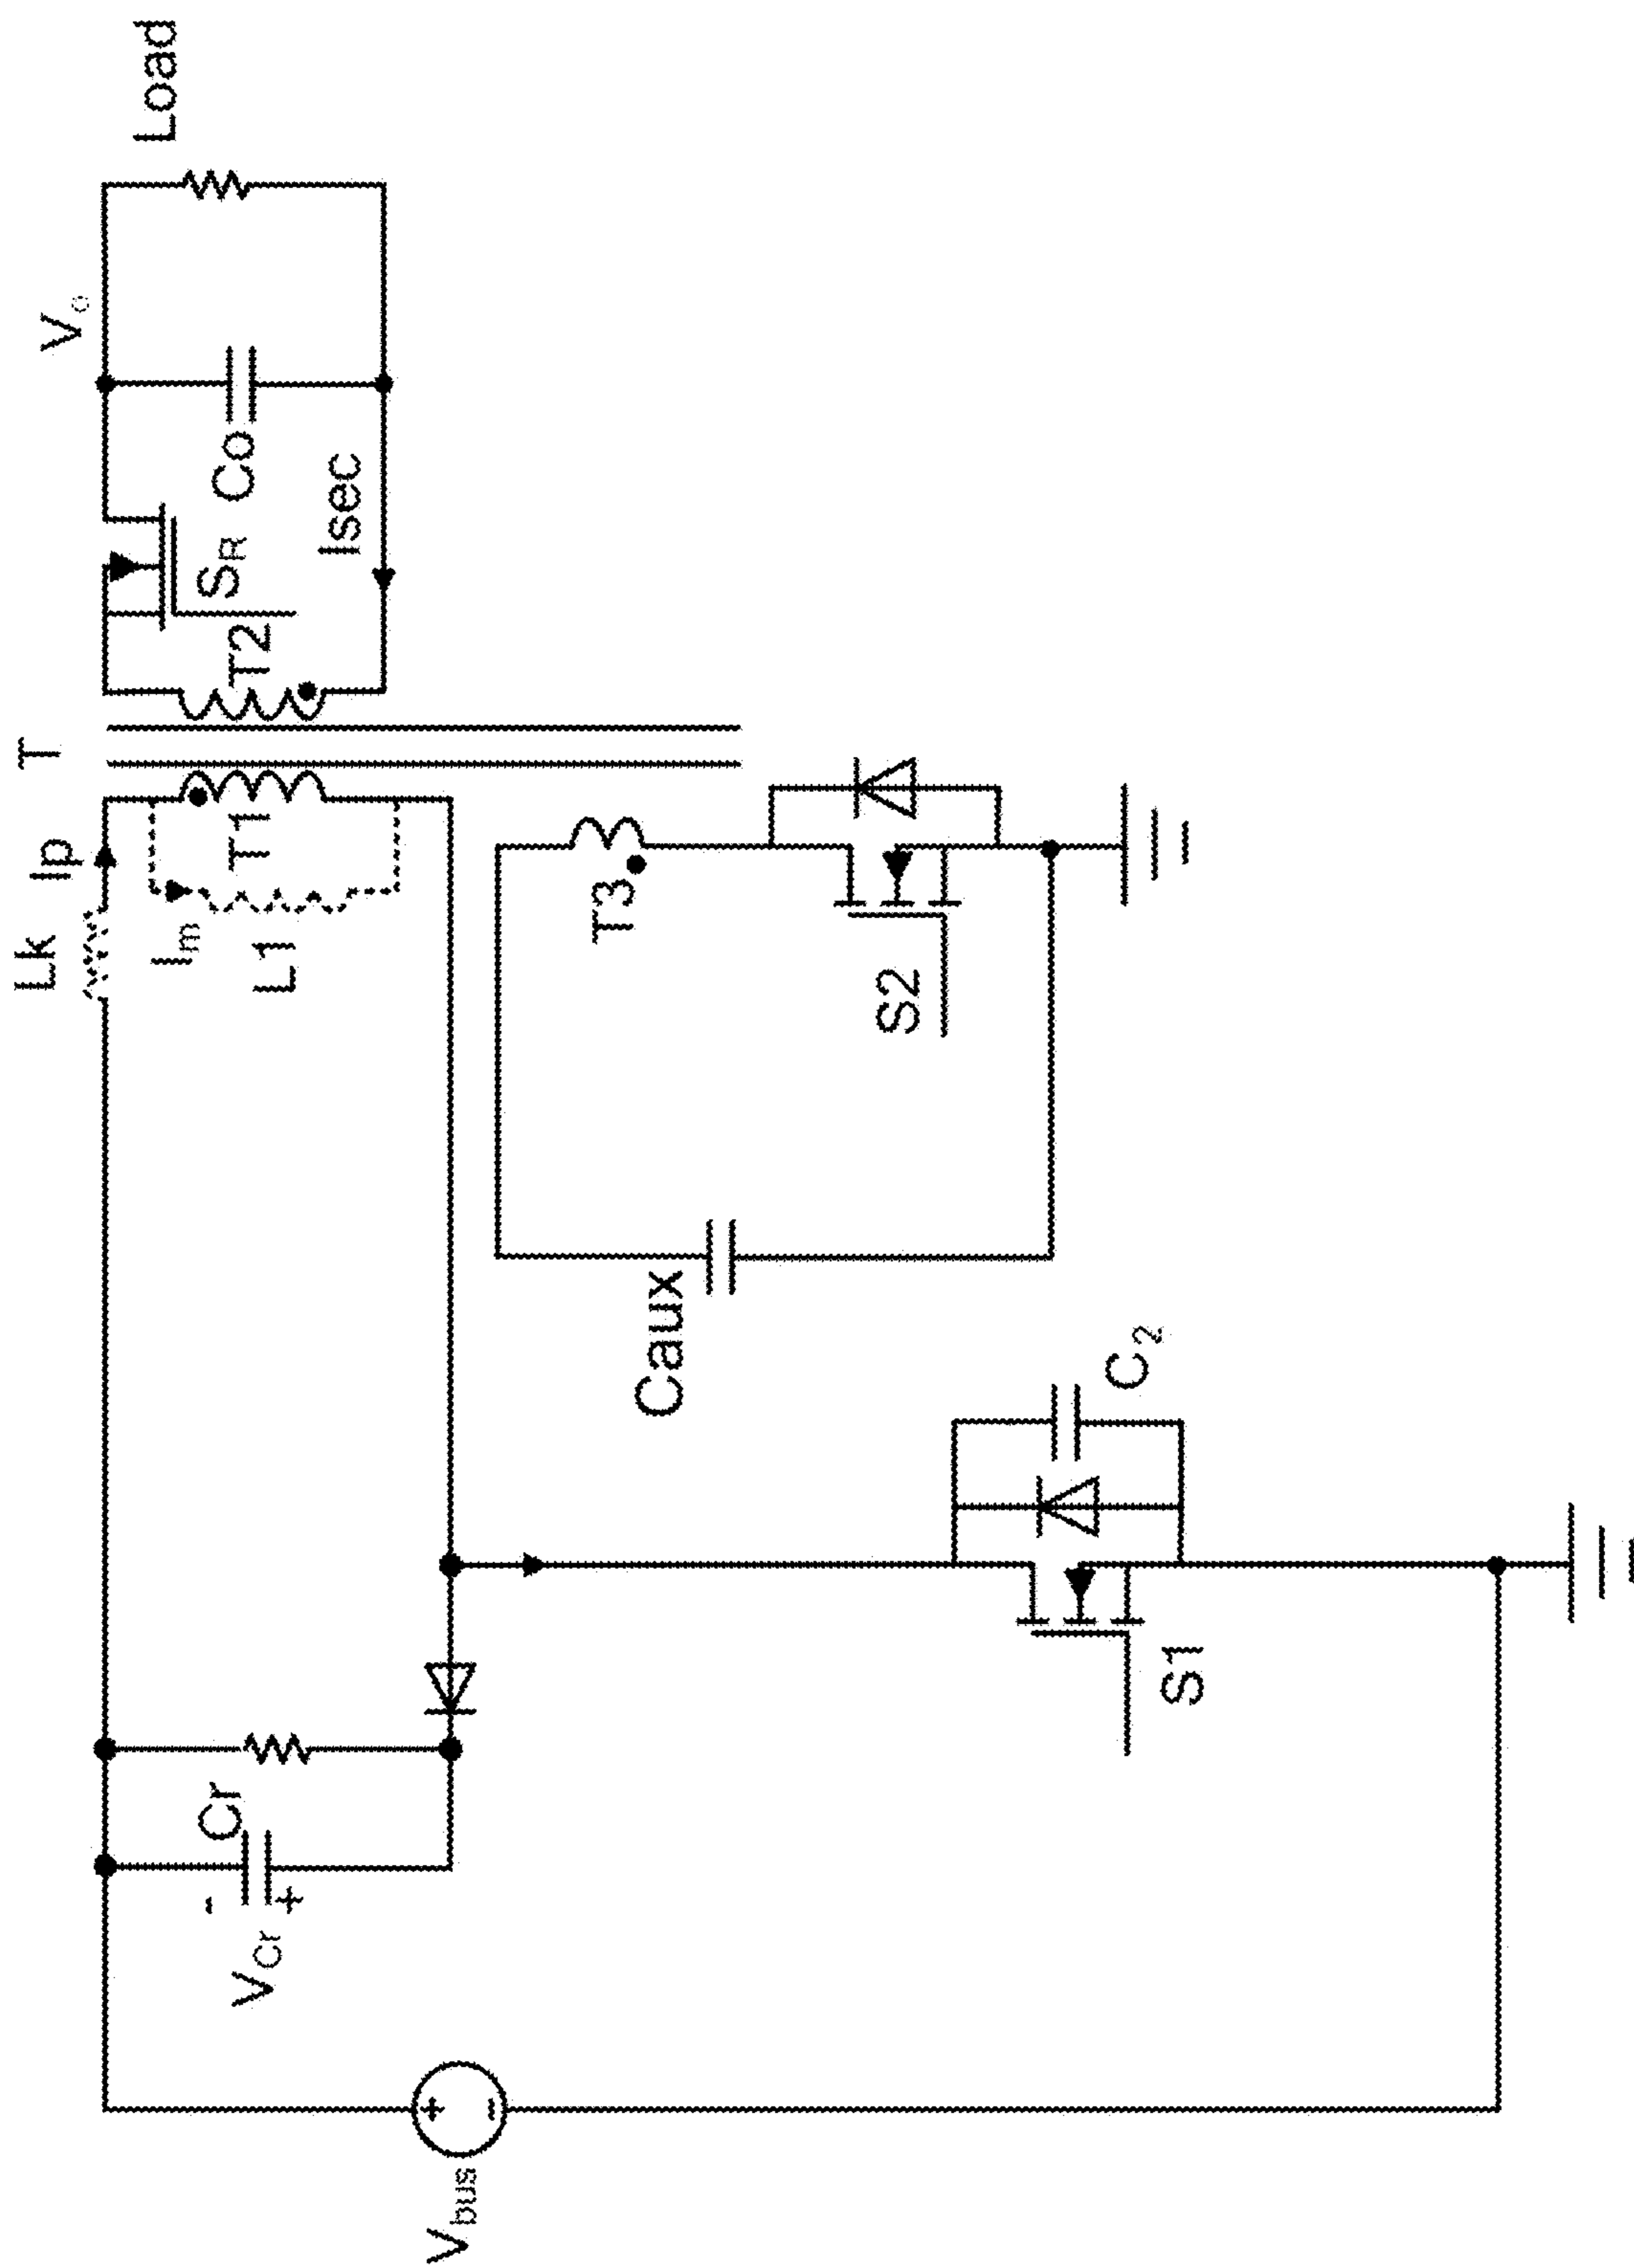 Lk
Ip
T
Vo
Load
Im
L1
T1
T2
SR
Co
Isec
Cr
-
+
VCr
Vbus
+
-
T3
S2
Caux
C2
S1